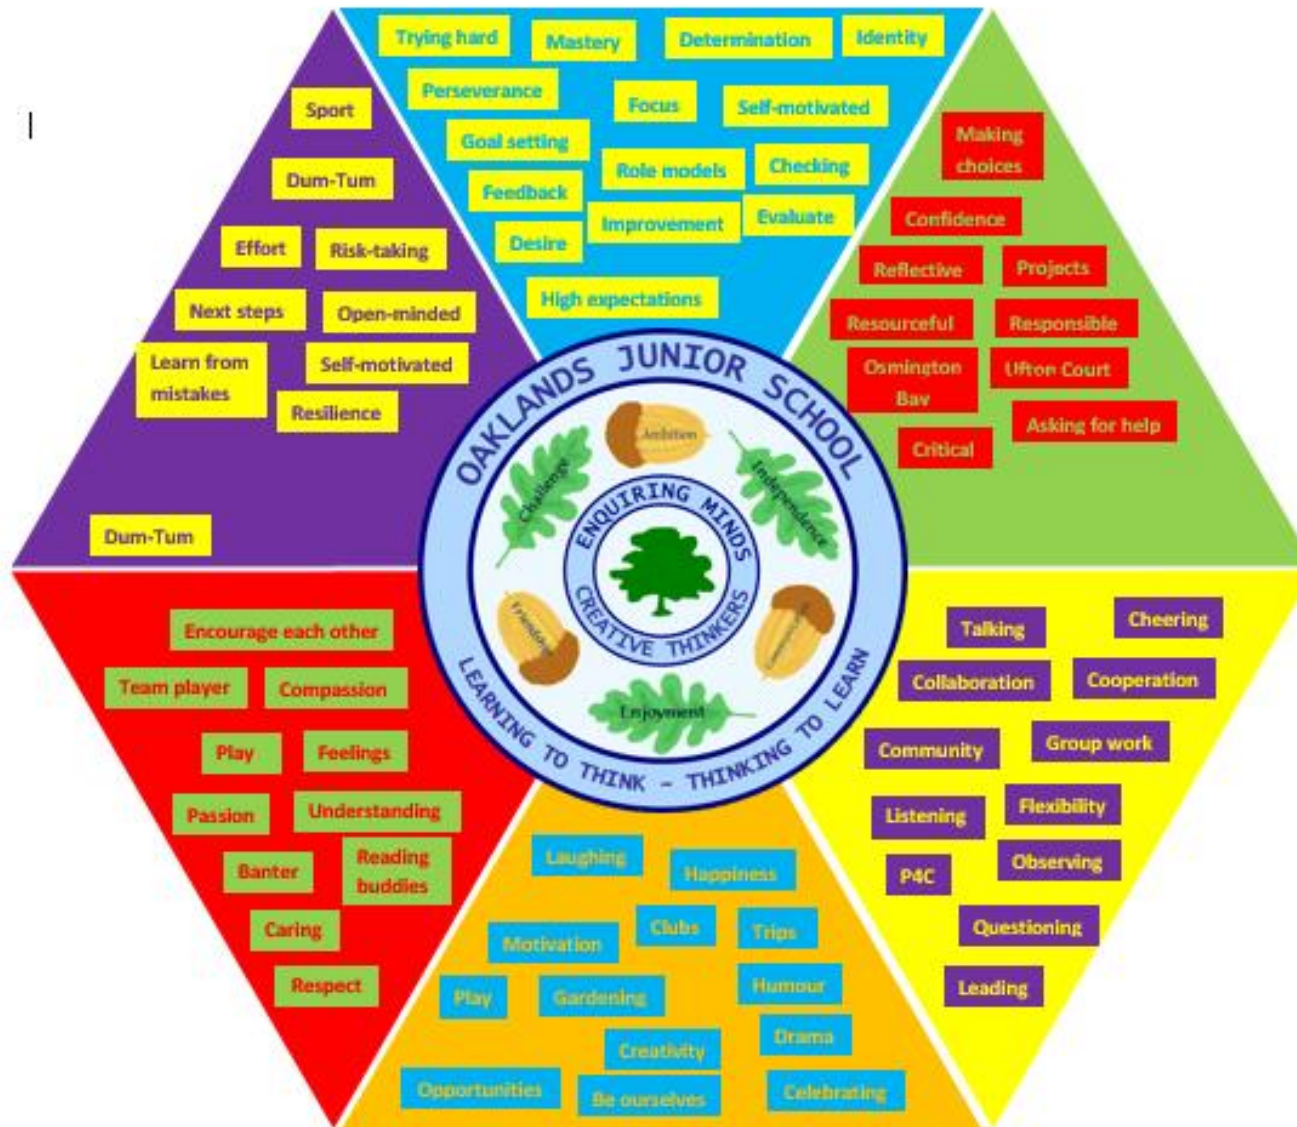 Trying hard
Mastery
Determination
Identity
Perseverance
Focus
Self-motivated
Goal setting
Role models
Checking
Feedback
Improvement
Evaluate
Desire
High expectations
Sport
Dum-Tum
Effort
Risk-taking
Next steps
Open-minded
Learn from
mistakes
Self-motivated
Resilience
Dum-Tum
Making
choices
Confidence
Reflective
Projects
Resourceful
Responsible
Osmington
Bay
Ufton Court
Asking for help
Critical
OAKLANDS JUNIOR SCHOOL
Ambition
Challenge
Independence
ENQUIRING MINDS
CREATIVE THINKERS
Friendship
Enjoyment
LEARNING TO THINK - THINKING TO LEARN
Encourage each other
Team player
Compassion
Play
Feelings
Passion
Understanding
Banter
Reading
buddies
Caring
Respect
Talking
Cheering
Collaboration
Cooperation
Community
Group work
Listening
Flexibility
P4C
Observing
Questioning
Leading
Laughing
Happiness
Clubs
Trips
Motivation
Play
Gardening
Humour
Creativity
Drama
Opportunities
Be ourselves
Celebrating